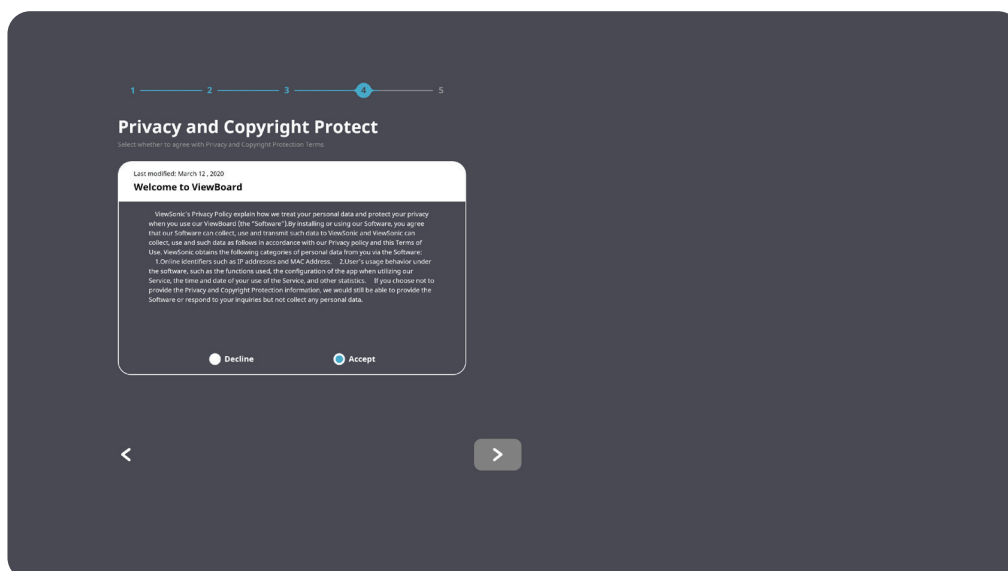 1 2 3 4 5
Privacy and Copyright Protect
Select whether to agree with Privacy and Copyright Protection Terms
Last modified: March 12 , 2020
Welcome to ViewBoard
ViewSonic's Privacy Policy explain how we treat your personal data and protect your privacy
when you use our ViewBoard (the "Software").By installing or using our Software, you agree
that our Software can collect, use and transmit such data to ViewSonic and ViewSonic can
collect, use and such data as follows in accordance with our Privacy policy and this Terms of
Use. ViewSonic obtains the following categories of personal data from you via the Software:
1.Online identifiers such as IP addresses and MAC Address. 2.User's usage behavior under
the software, such as the functions used, the configuration of the app when utilizing our
Service, the time and date of your use of the Service, and other statistics. If you choose not to
provide the Privacy and Copyright Protection information, we would still be able to provide the
Software or respond to your inquiries but not collect any personal data.
Decline Accept